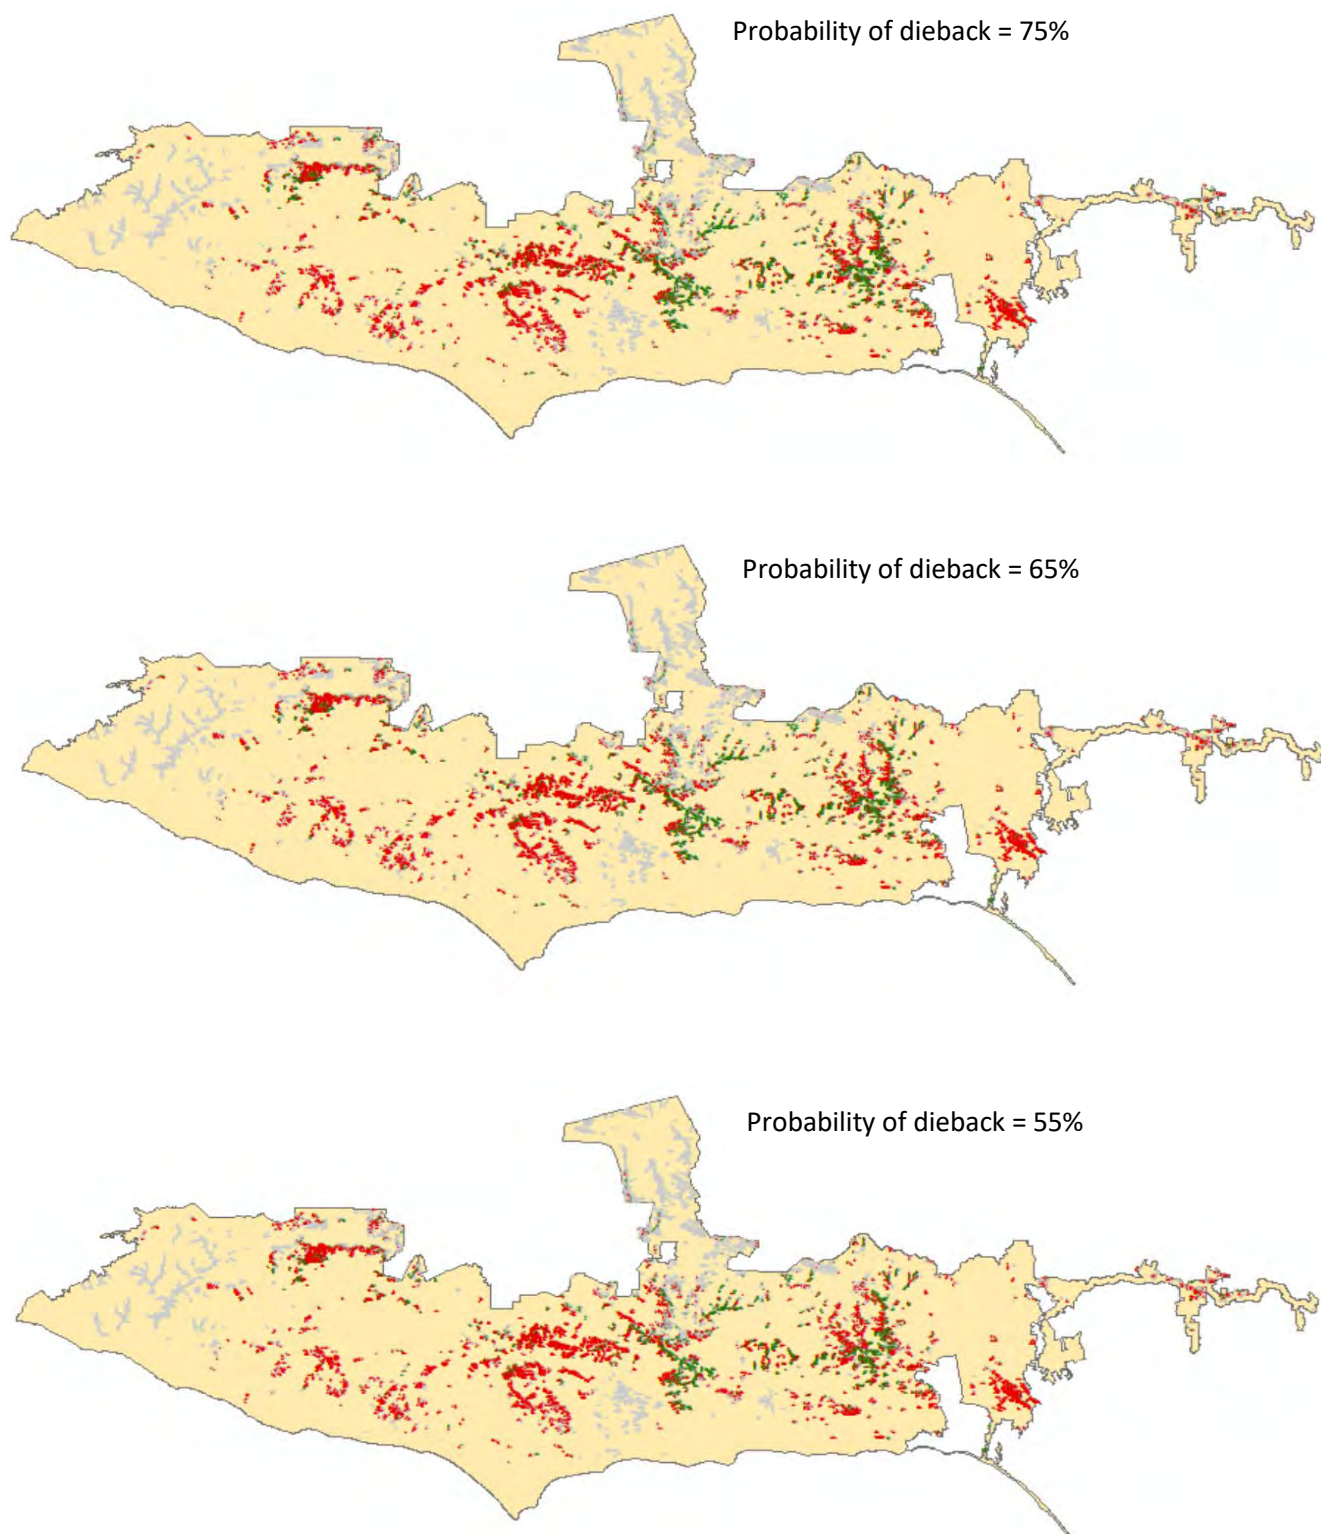 Probability of dieback = 75%
Probability of dieback = 65%
Probability of dieback = 55%